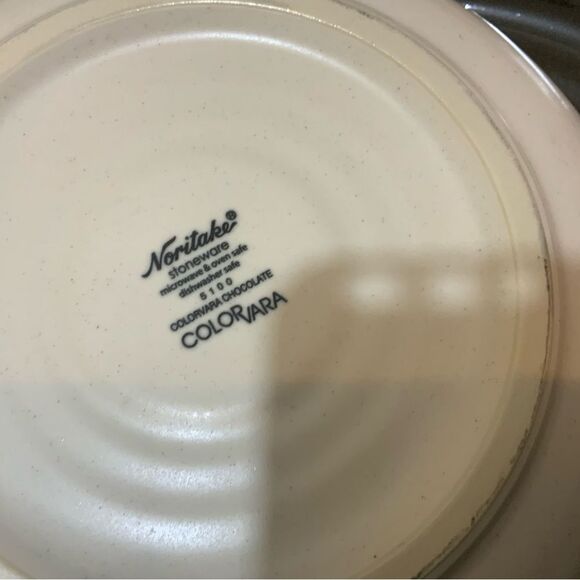 Noritake®
stoneware
microwave & oven safe
dishwasher safe
5100
COLORVARA CHOCOLATE
COLORVARA